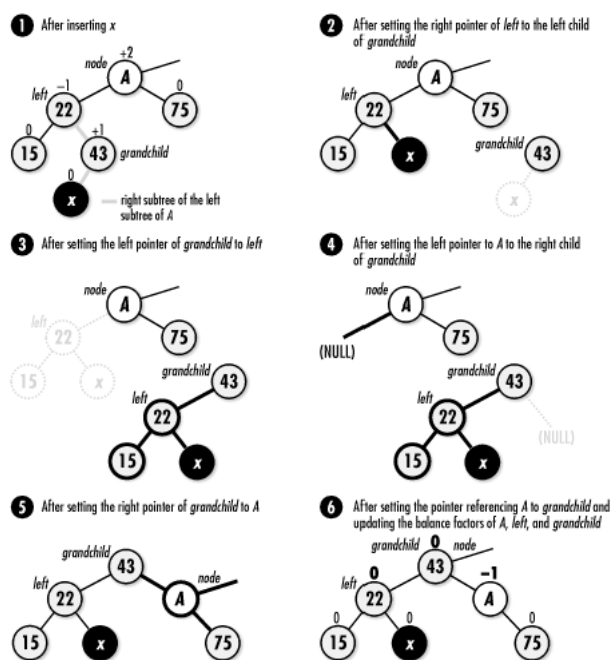 1 After inserting x
node
+2
A
left
–1
22
0
75
0
15
+1
43
grandchild
0
x
right subtree of the left
subtree of A
2 After setting the right pointer of left to the left child
of grandchild
node
A
left
22
75
15
x
grandchild
43
x
3 After setting the left pointer of grandchild to left
node
A
left
22
75
15
x
grandchild
43
left
22
15
x
4 After setting the left pointer to A to the right child
of grandchild
node
A
(NULL)
75
grandchild
43
left
22
(NULL)
15
x
5 After setting the right pointer of grandchild to A
grandchild
43
left
22
node
A
15
x
75
6 After setting the pointer referencing A to grandchild and
updating the balance factors of A, left, and grandchild
grandchild
0
node
43
left
0
22
–1
A
0
15
0
x
0
75